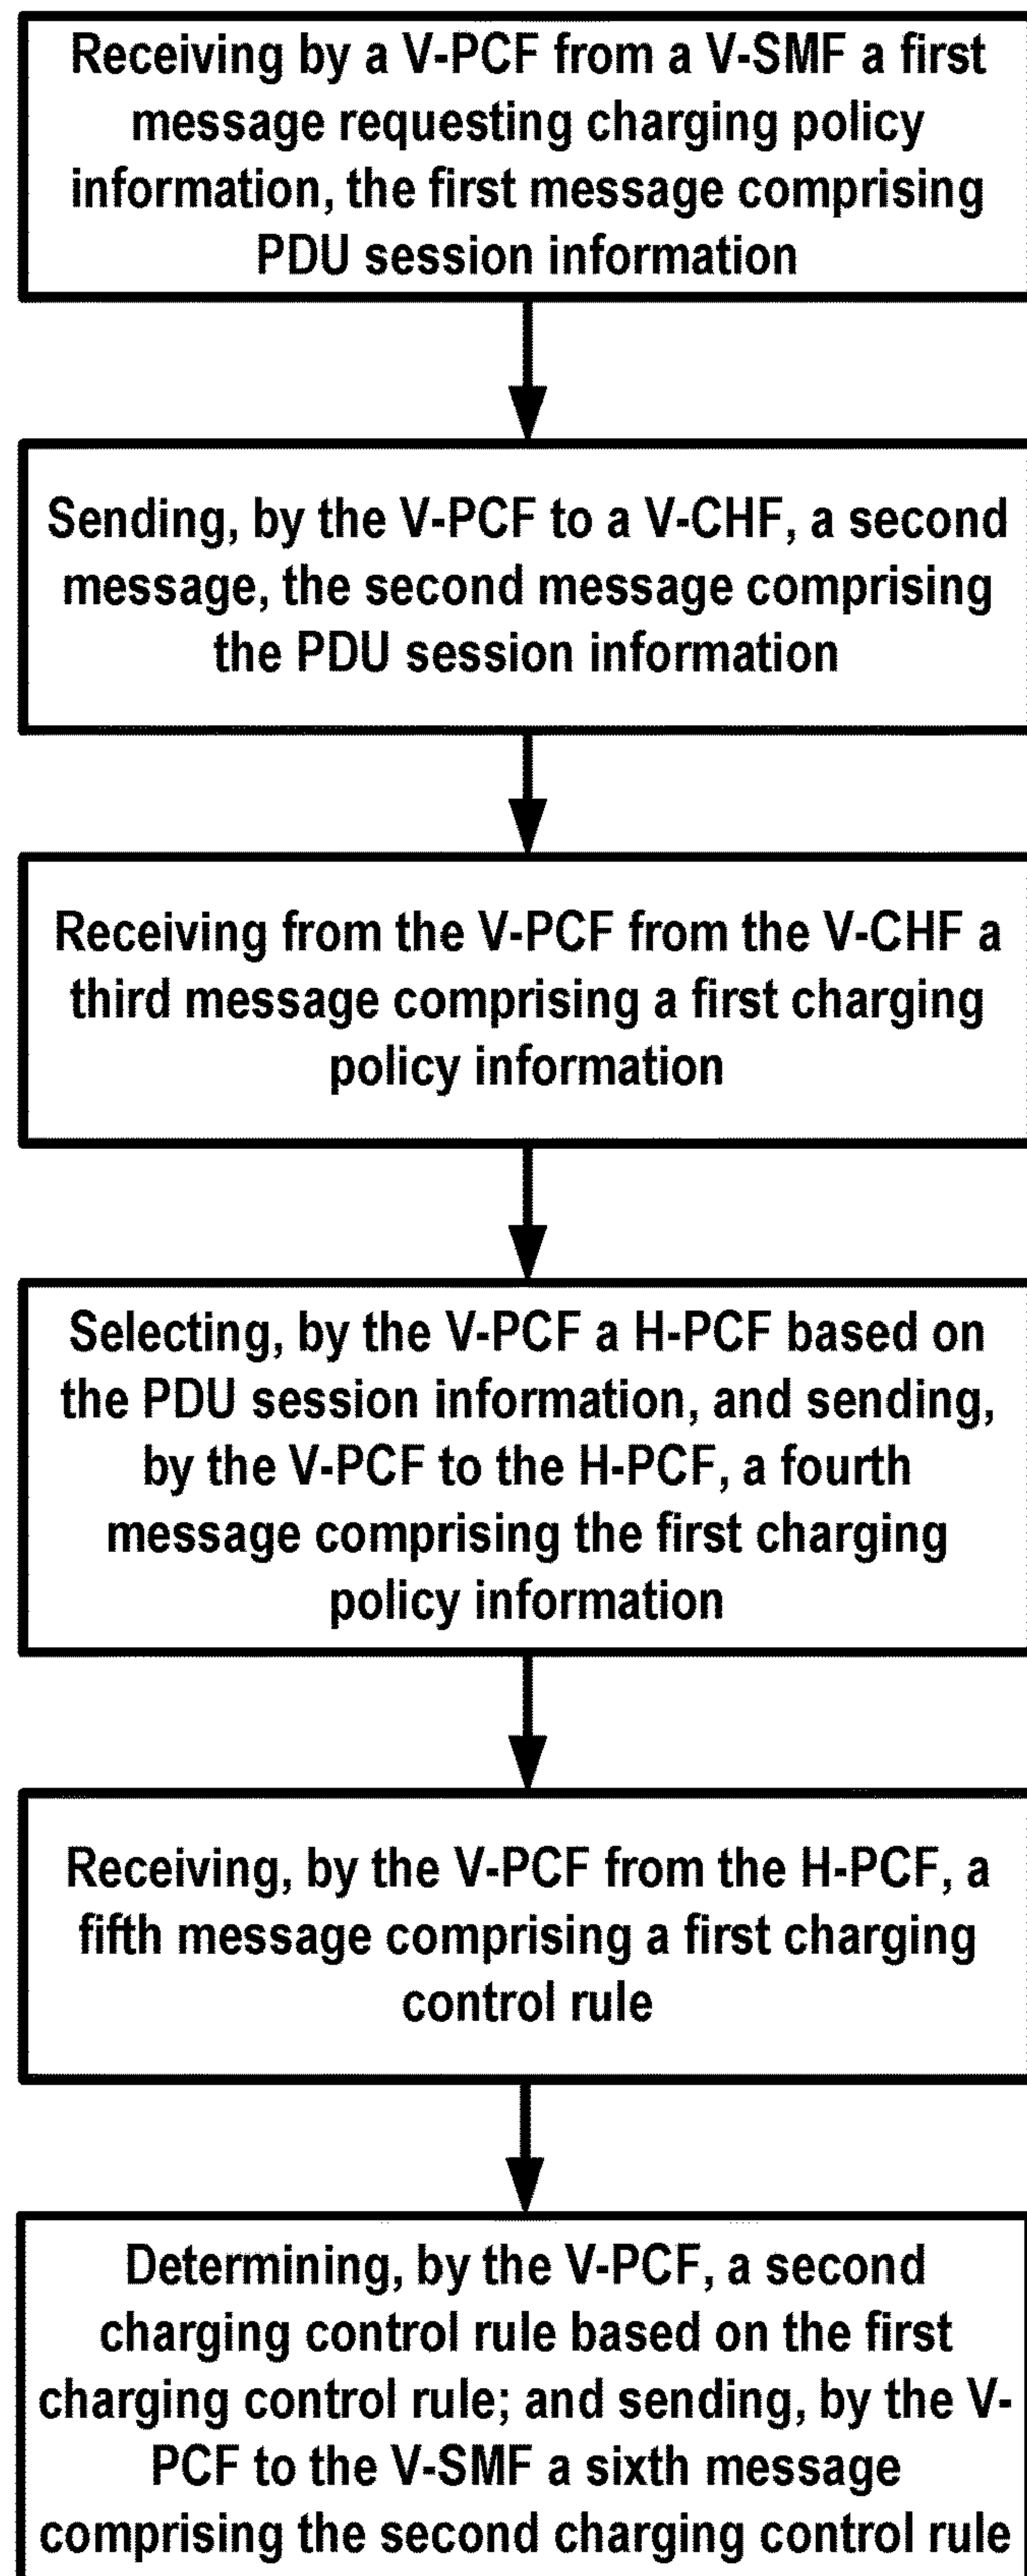 Receiving by a V-PCF from a V-SMF a first
message requesting charging policy
information, the first message comprising
PDU session information
Sending, by the V-PCF to a V-CHF, a second
message, the second message comprising
the PDU session information
Receiving from the V-PCF from the V-CHF a
third message comprising a first charging
policy information
Selecting, by the V-PCF a H-PCF based on
the PDU session information, and sending,
by the V-PCF to the H-PCF, a fourth
message comprising the first charging
policy information
Receiving, by the V-PCF from the H-PCF, a
fifth message comprising a first charging
control rule
Determining, by the V-PCF, a second
charging control rule based on the first
charging control rule; and sending, by the V-
PCF to the V-SMF a sixth message
comprising the second charging control rule